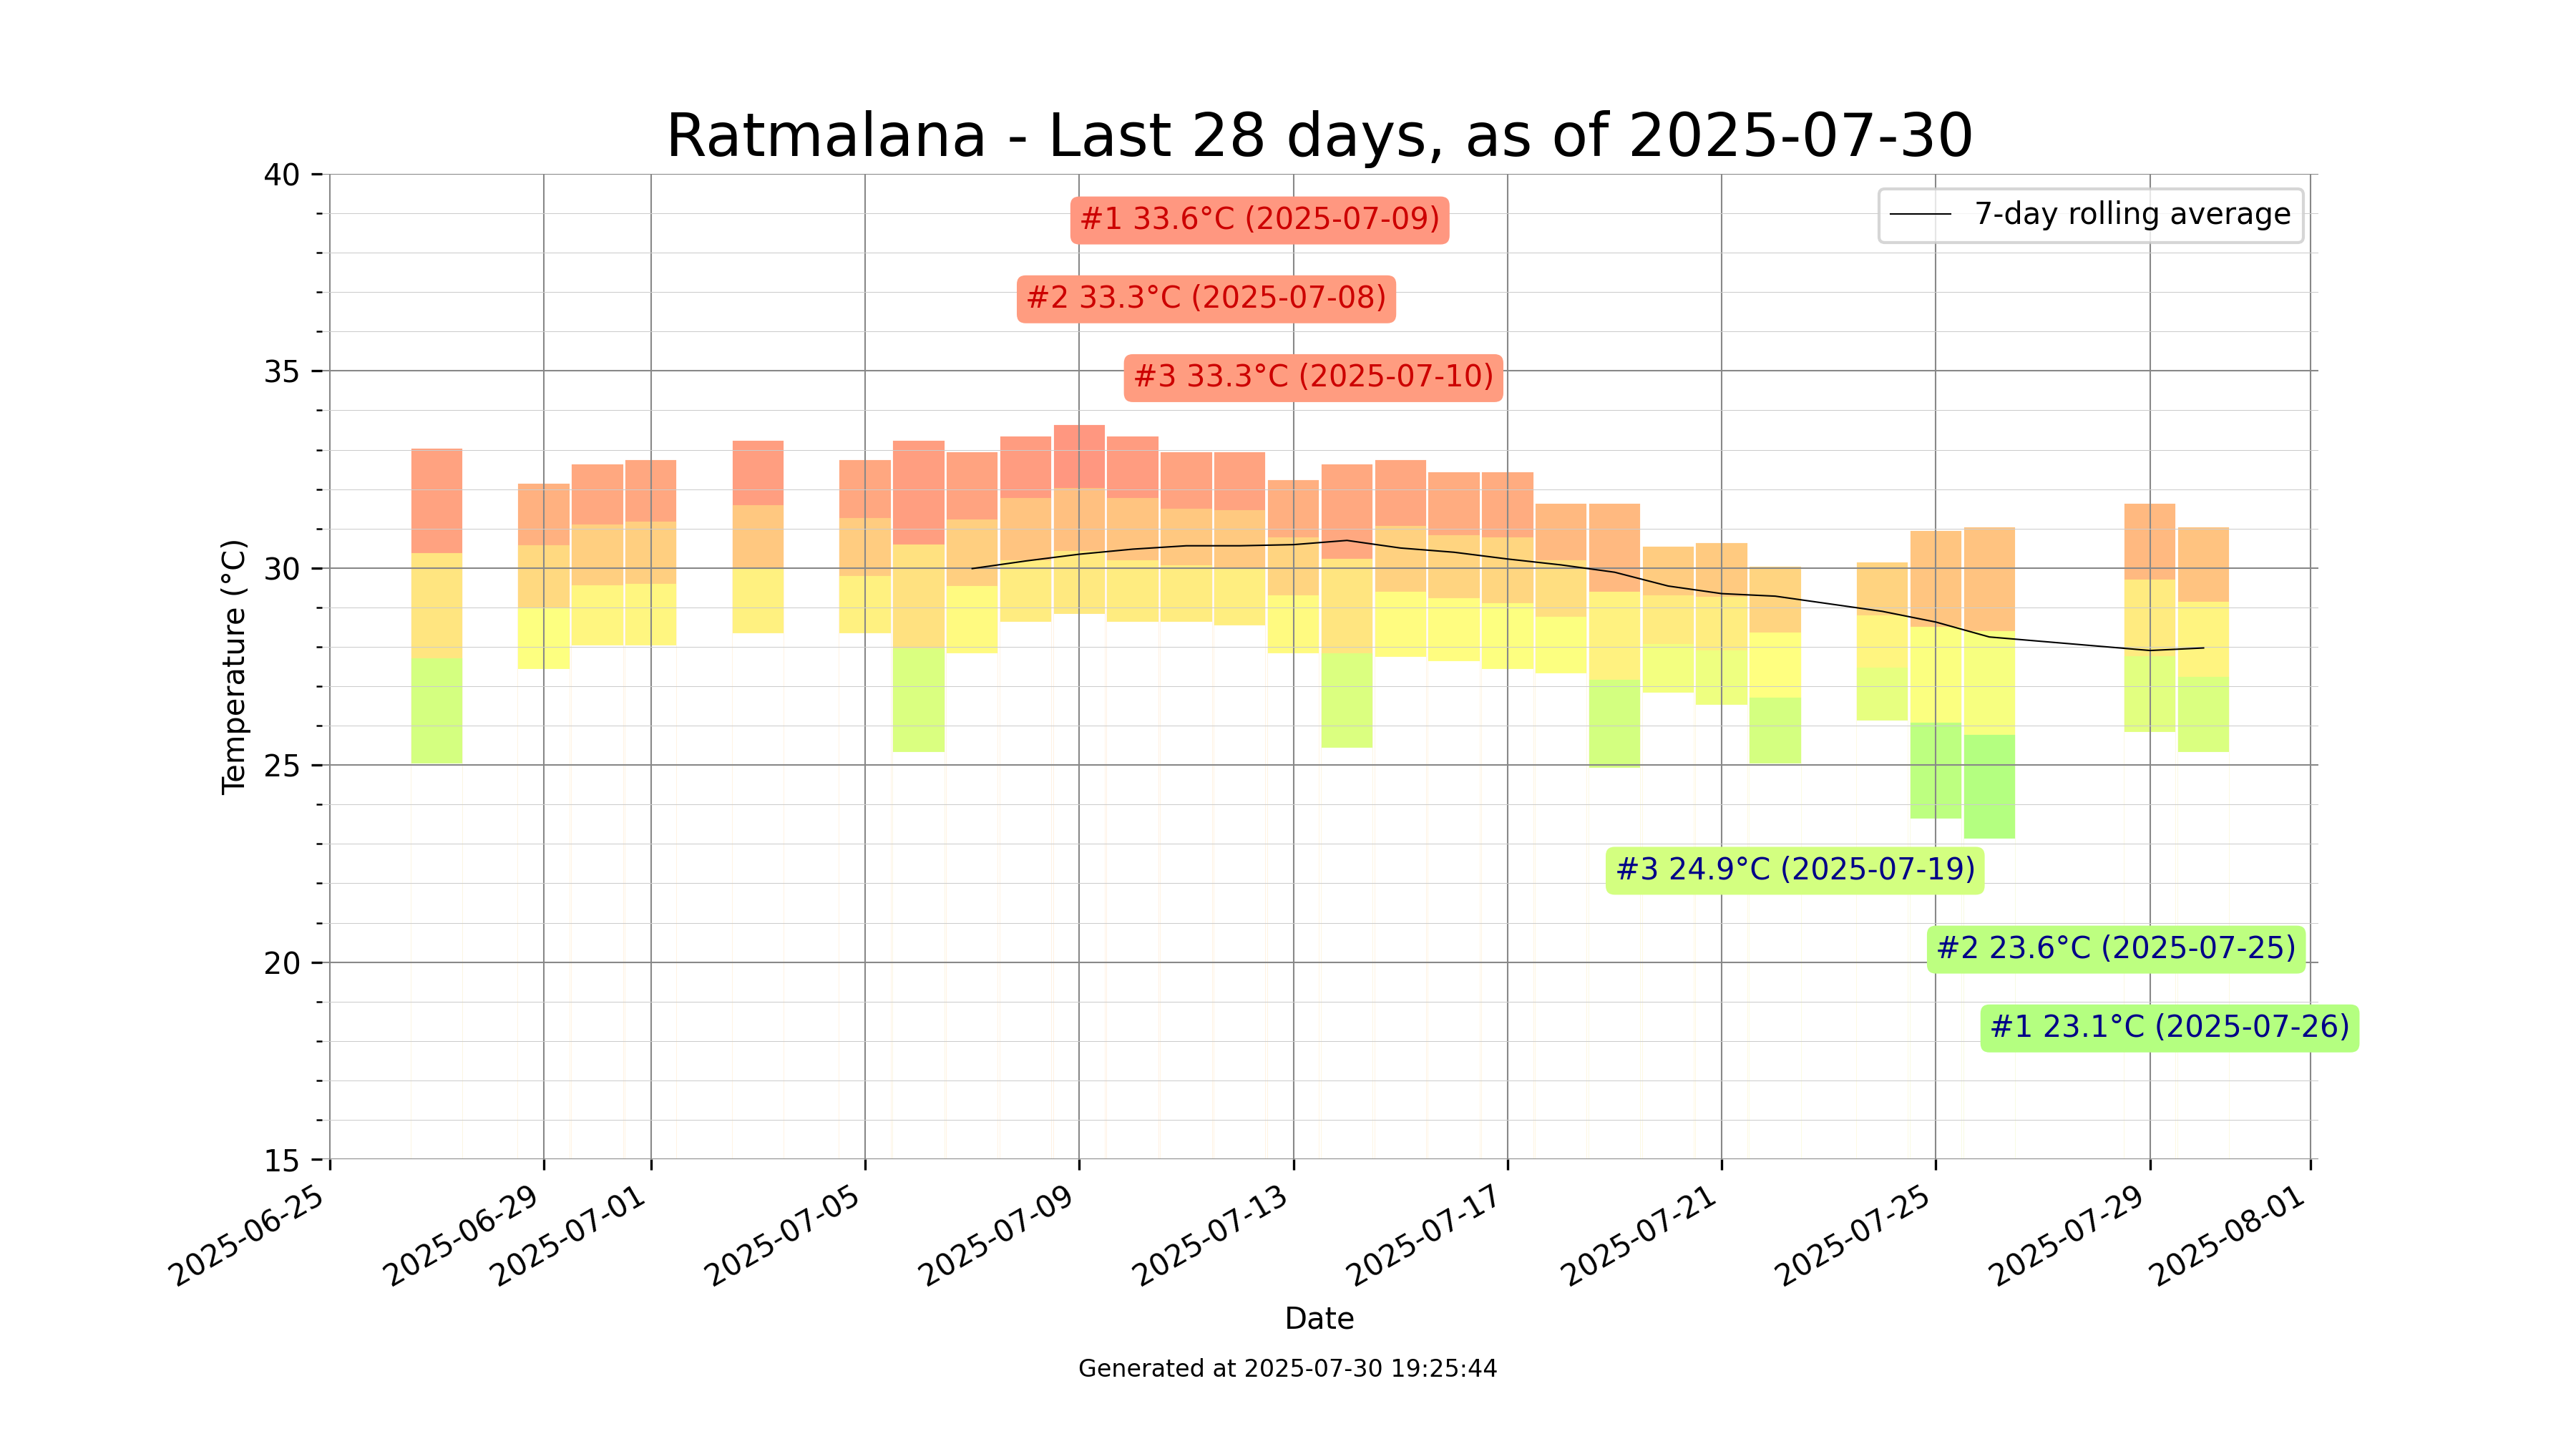 Ratmalana - Last 28 days, as of 2025-07-30
40
35
30
25
20
15
Temperature (°C)
7-day rolling average
#1 33.6°C (2025-07-09)
#2 33.3°C (2025-07-08)
#3 33.3°C (2025-07-10)
#3 24.9°C (2025-07-19)
#2 23.6°C (2025-07-25)
#1 23.1°C (2025-07-26)
2025-06-25
2025-06-29
2025-07-01
2025-07-05
2025-07-09
2025-07-13
2025-07-17
2025-07-21
2025-07-25
2025-07-29
2025-08-01
Date
Generated at 2025-07-30 19:25:44